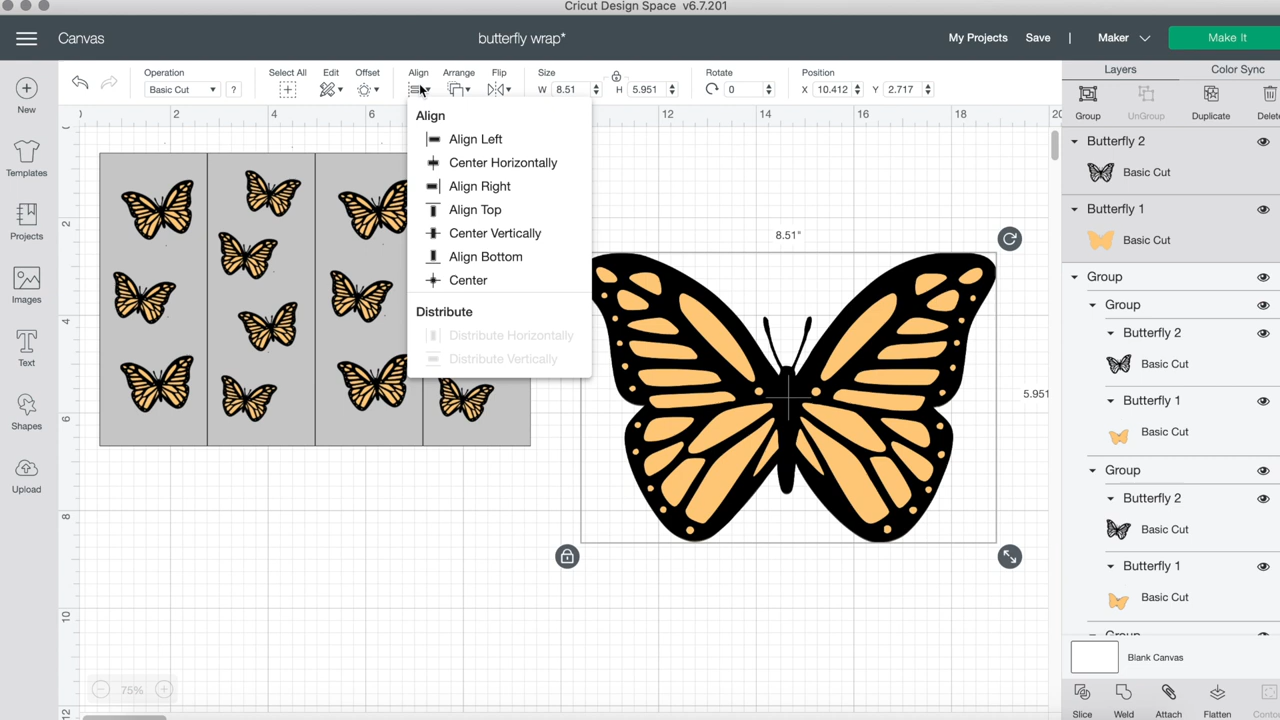 Cricut Design Space v6.7.201
Canvas
butterfly wrap*
My Projects
Save
|
Maker
Make It
New
Templates
Projects
Images
Text
Shapes
Upload
Operation
Basic Cut
?
Select All
Edit
Offset
Align
Arrange
Flip
Size
W 8.51
H 5.951
Rotate
0
Position
X 10.412
Y 2.717
0 2 4 6 12 14 16 18 20
2
4
6
8
10
12
Align
Align Left
Center Horizontally
Align Right
Align Top
Center Vertically
Align Bottom
Center
Distribute
Distribute Horizontally
Distribute Vertically
8.51"
5.951
75%
Layers
Color Sync
Group
UnGroup
Duplicate
Delet
Butterfly 2
Basic Cut
Butterfly 1
Basic Cut
Group
Group
Butterfly 2
Basic Cut
Butterfly 1
Basic Cut
Group
Butterfly 2
Basic Cut
Butterfly 1
Basic Cut
Group
Blank Canvas
Slice
Weld
Attach
Flatten
Conto